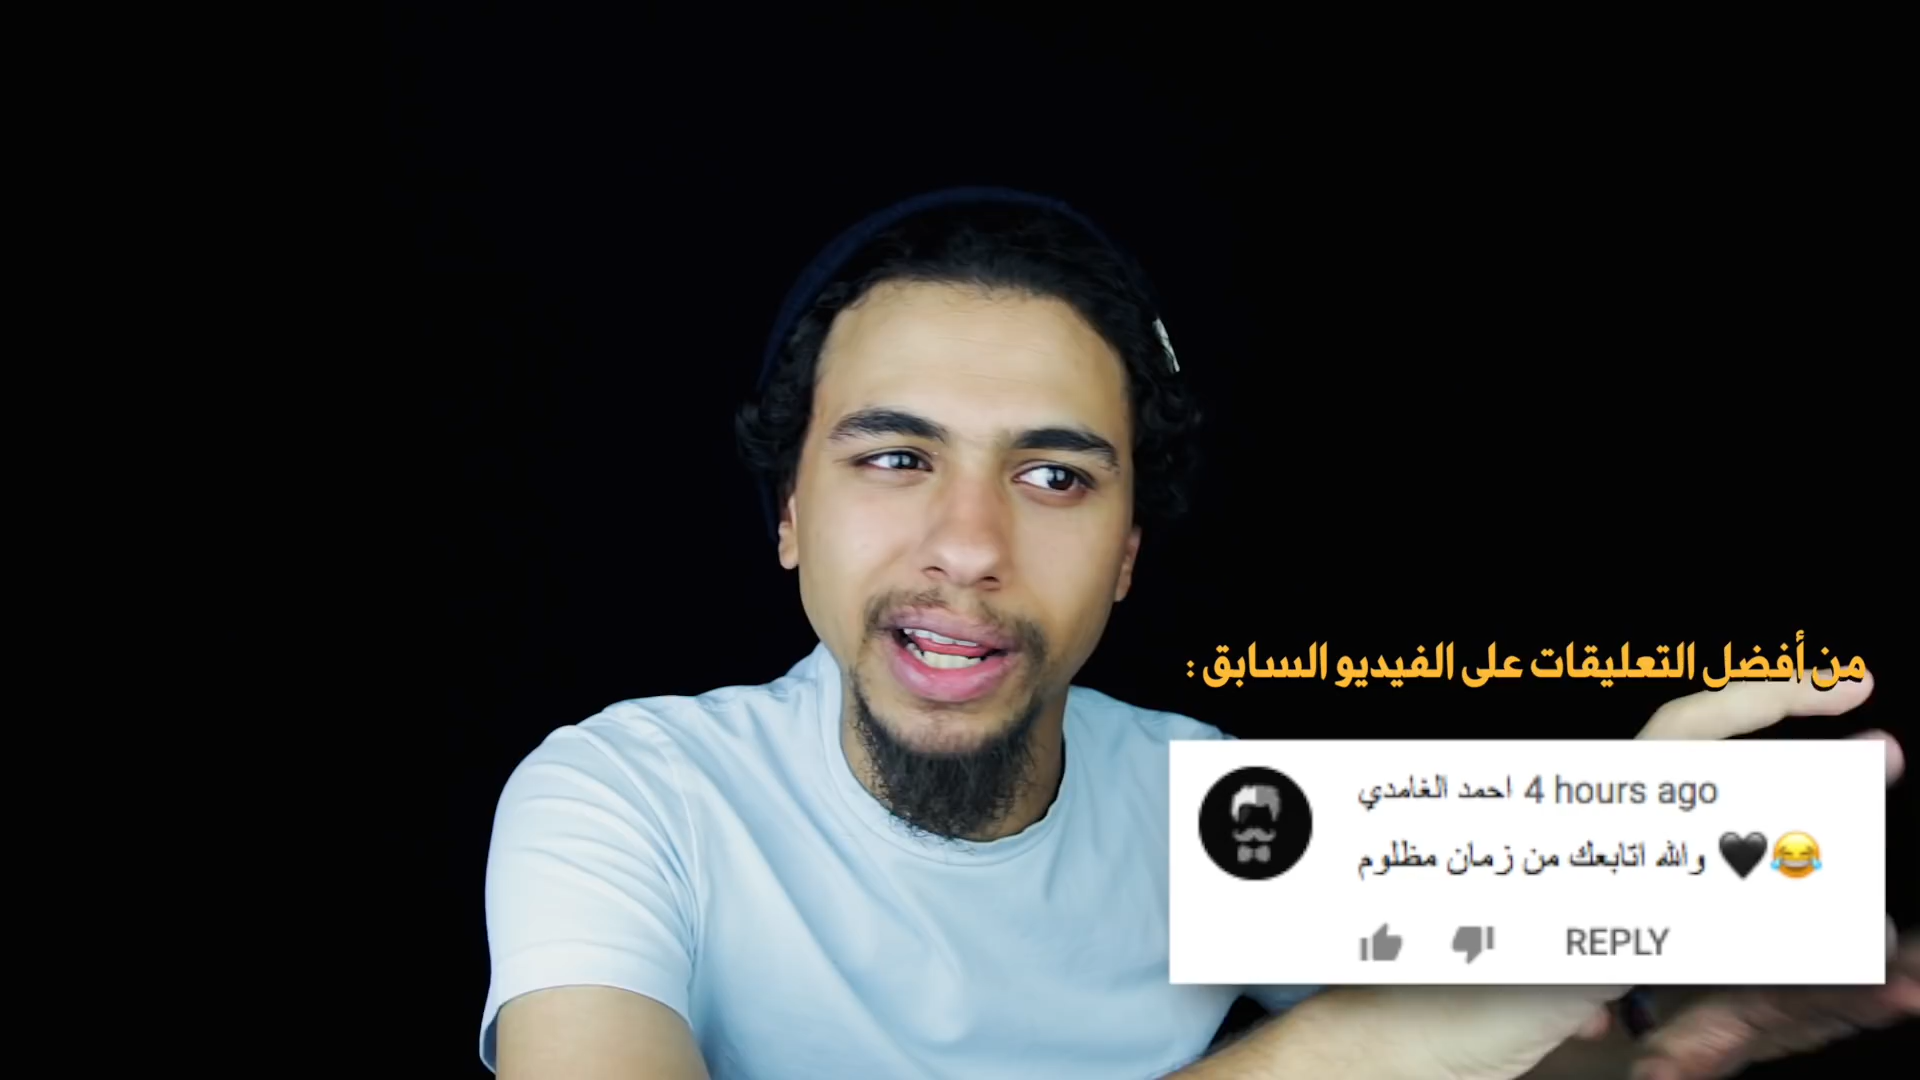 من أفضل التعليقات على الفيديو السابق :
احمد الغامدي 4 hours ago
والله اتابعك من زمان مظلوم 🖤😂
REPLY